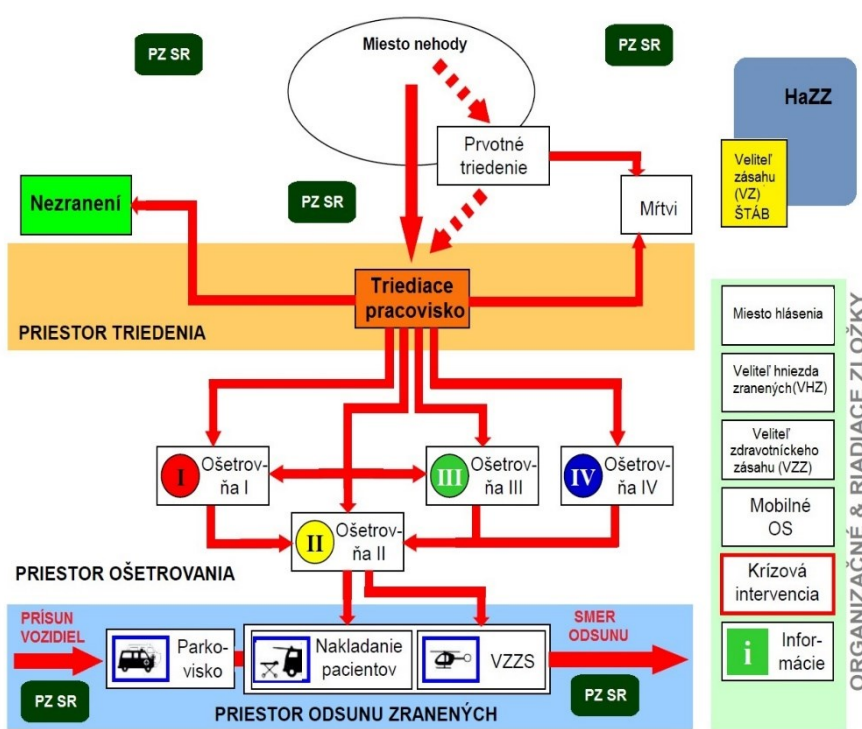 PZ SR
Miesto nehody
PZ SR
HaZZ
Prvotné
triedenie
Veliteľ
zásahu
(VZ)
ŠTÁB
Nezranení
PZ SR
Mŕtvi
Triediace
pracovisko
PRIESTOR TRIEDENIA
I
Ošetrov-
ňa I
III
Ošetrov-
ňa III
IV
Ošetrov-
ňa IV
II
Ošetrov-
ňa II
PRIESTOR OŠETROVANIA
PRÍSUN
VOZIDIEL
SMER
ODSUNU
Parko-
visko
Nakladanie
pacientov
VZZS
PZ SR
PZ SR
PRIESTOR ODSUNU ZRANENÝCH
Miesto hlásenia
Veliteľ hniezda
zranených(VHZ)
Veliteľ
zdravotníckeho
zásahu (VZZ)
Mobilné
OS
Krízová
intervencia
i
Infor-
mácie
ORGANIZAČNÉ & RIADIACE ZLOŽKY